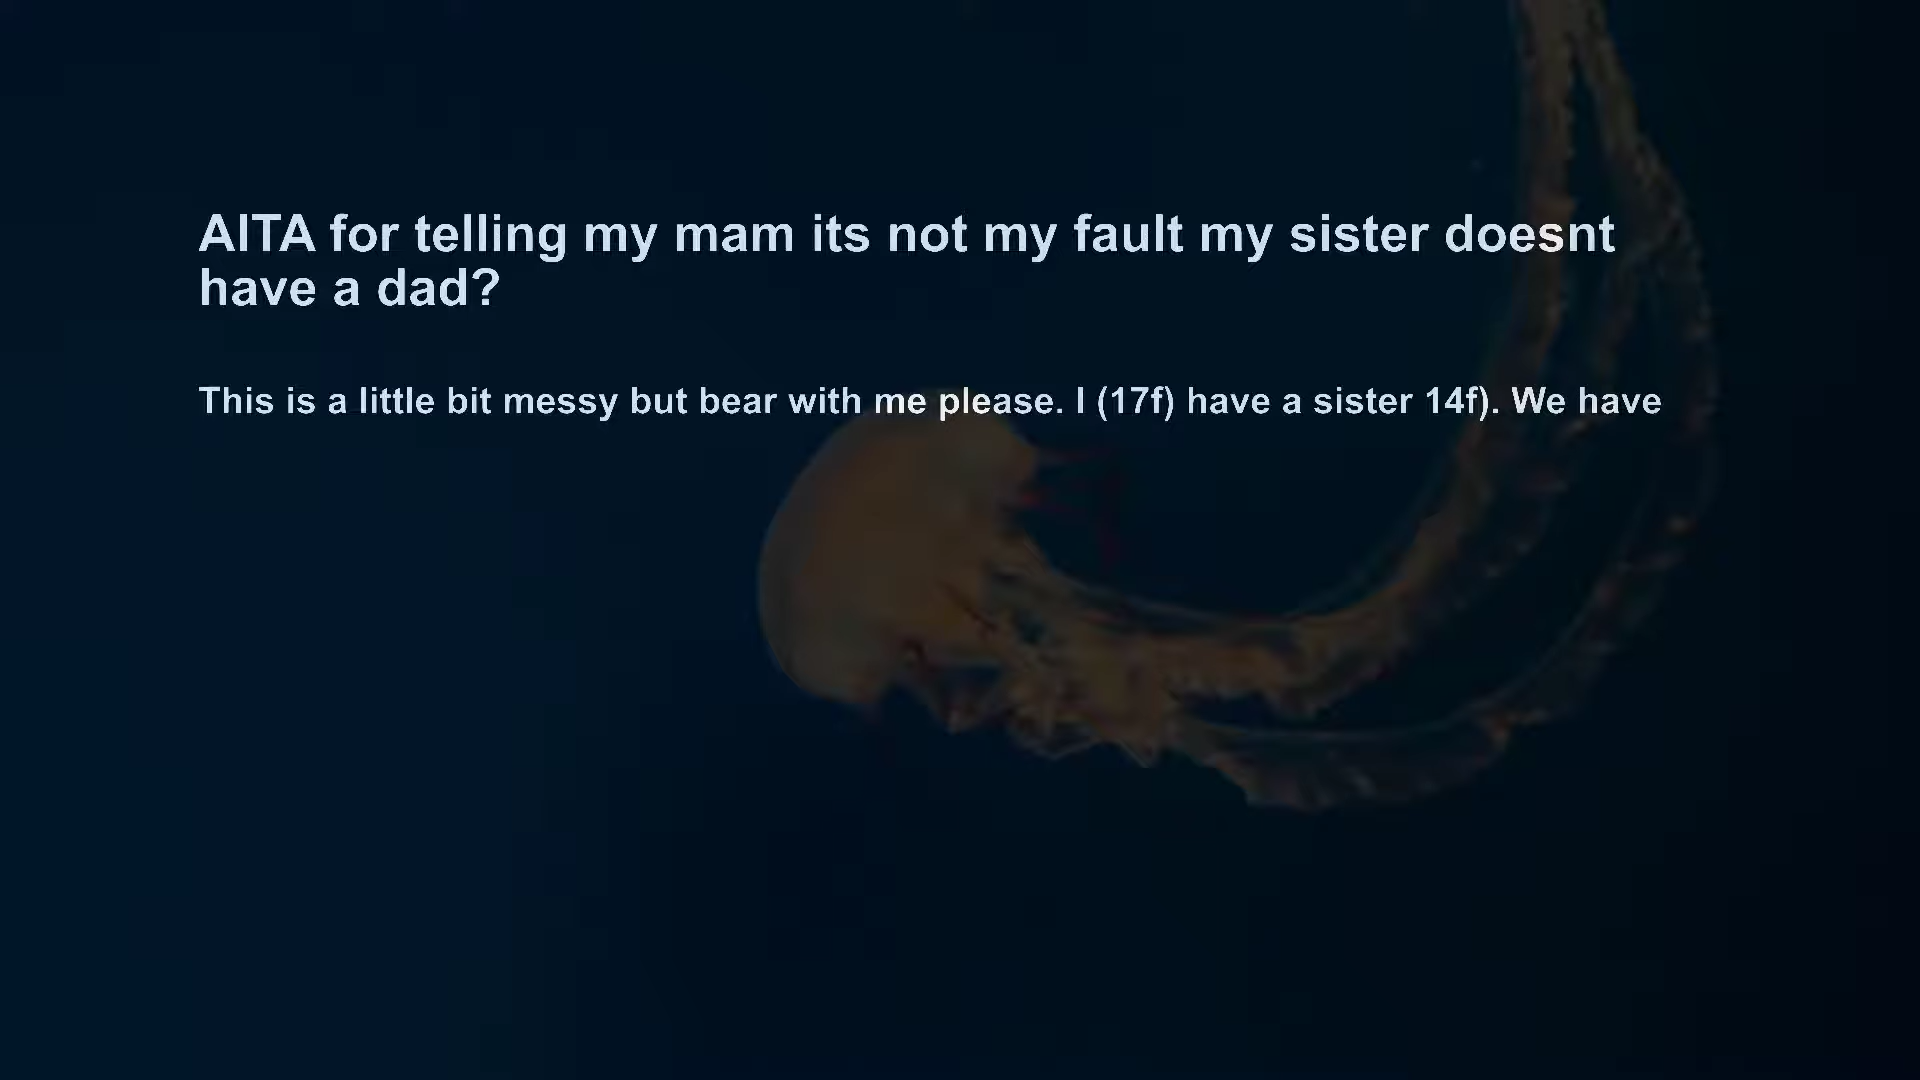 AITA for telling my mam its not my fault my sister doesnt
have a dad?
This is a little bit messy but bear with me please. I (17f) have a sister 14f). We have